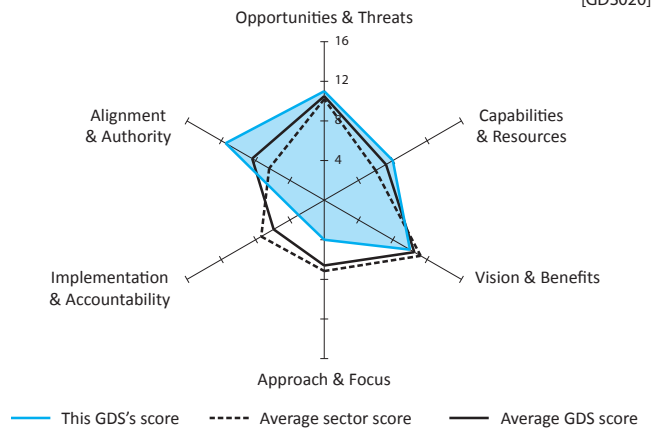 [GDS020]
Opportunities & Threats
16
12
8
4
Alignment
& Authority
Capabilities
& Resources
Implementation
& Accountability
Vision & Benefits
Approach & Focus
This GDS's score
Average sector score
Average GDS score